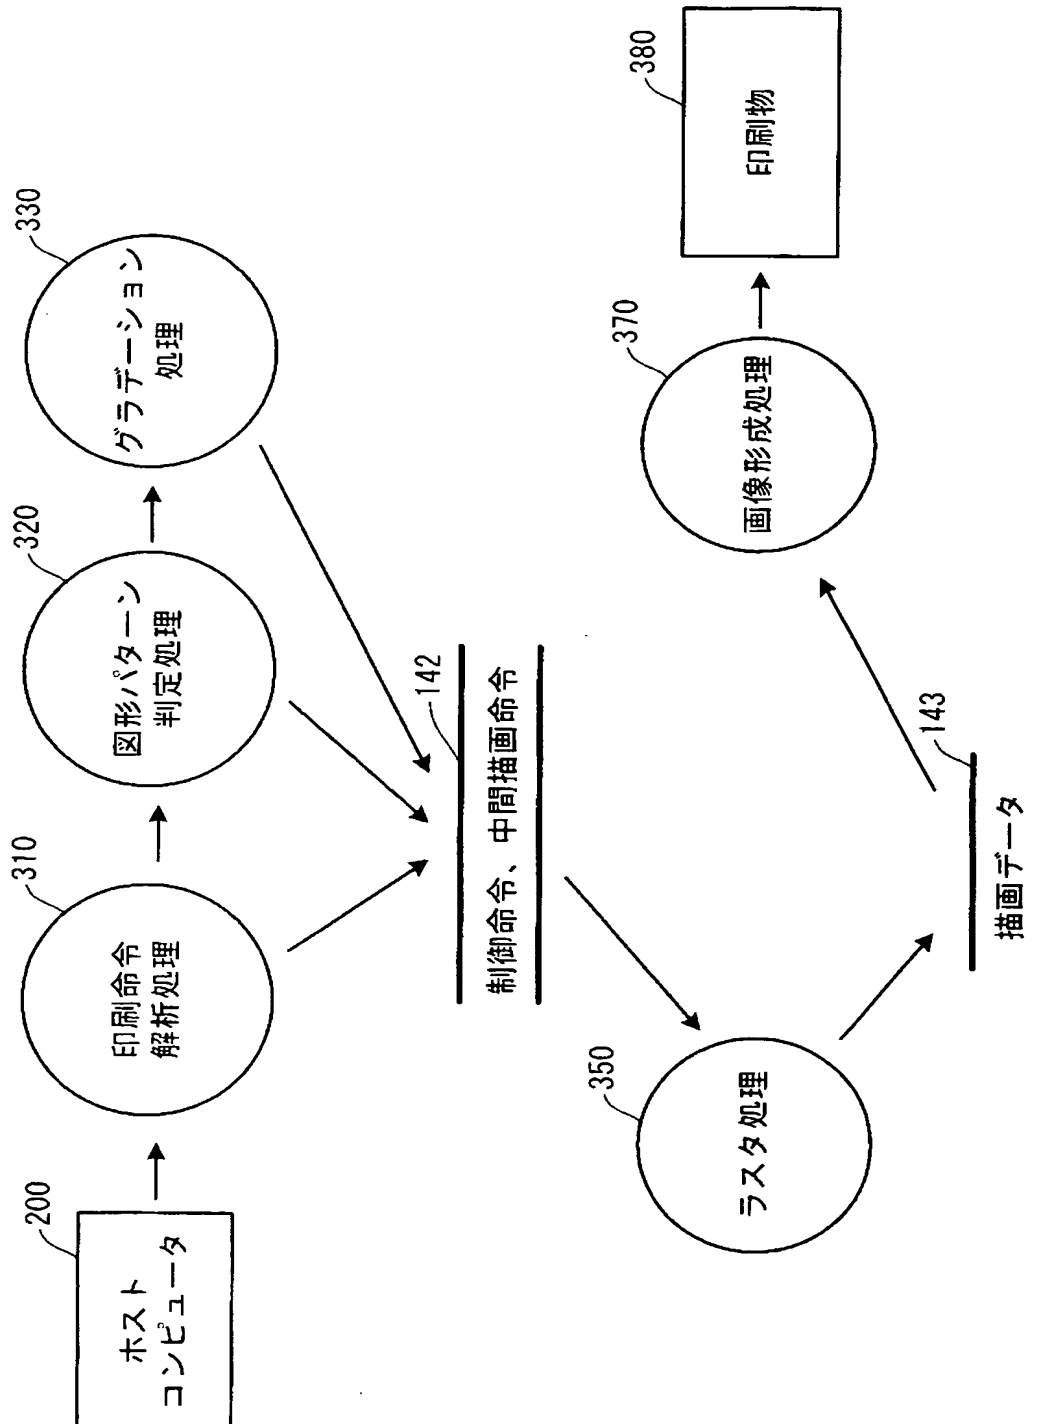 200
ホスト
コンピュータ
310
印刷命令
解析処理
320
図形パターン
判定処理
330
グラデーション
処理
142
制御命令、中間描画命令
350
ラスタ処理
143
描画データ
370
画像形成処理
380
印刷物